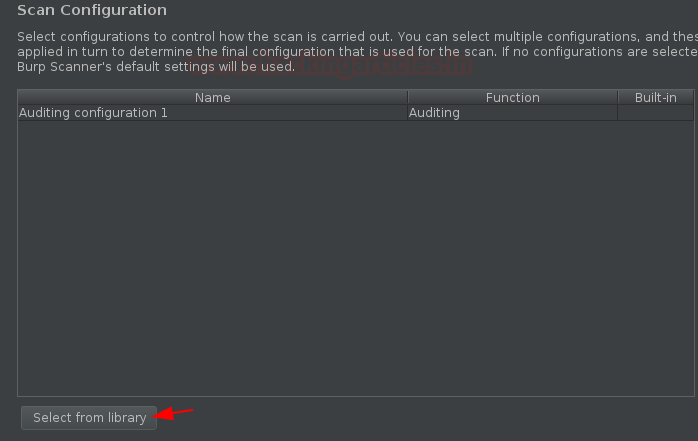 Scan Configuration
Select configurations to control how the scan is carried out. You can select multiple configurations, and thes
applied in turn to determine the final configuration that is used for the scan. If no configurations are selecte
Burp Scanner's default settings will be used.
Name Function Built-in
Auditing configuration 1 Auditing
Select from library